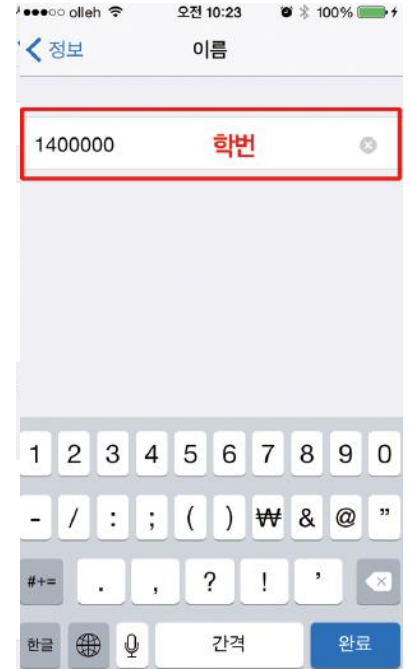 olleh 오전 10:23 100%
정보 이름
1400000 학번
1 2 3 4 5 6 7 8 9 0
- / : ; ( ) ₩ & @ ”
#+= . , ? ! ’
한글 간격 완료